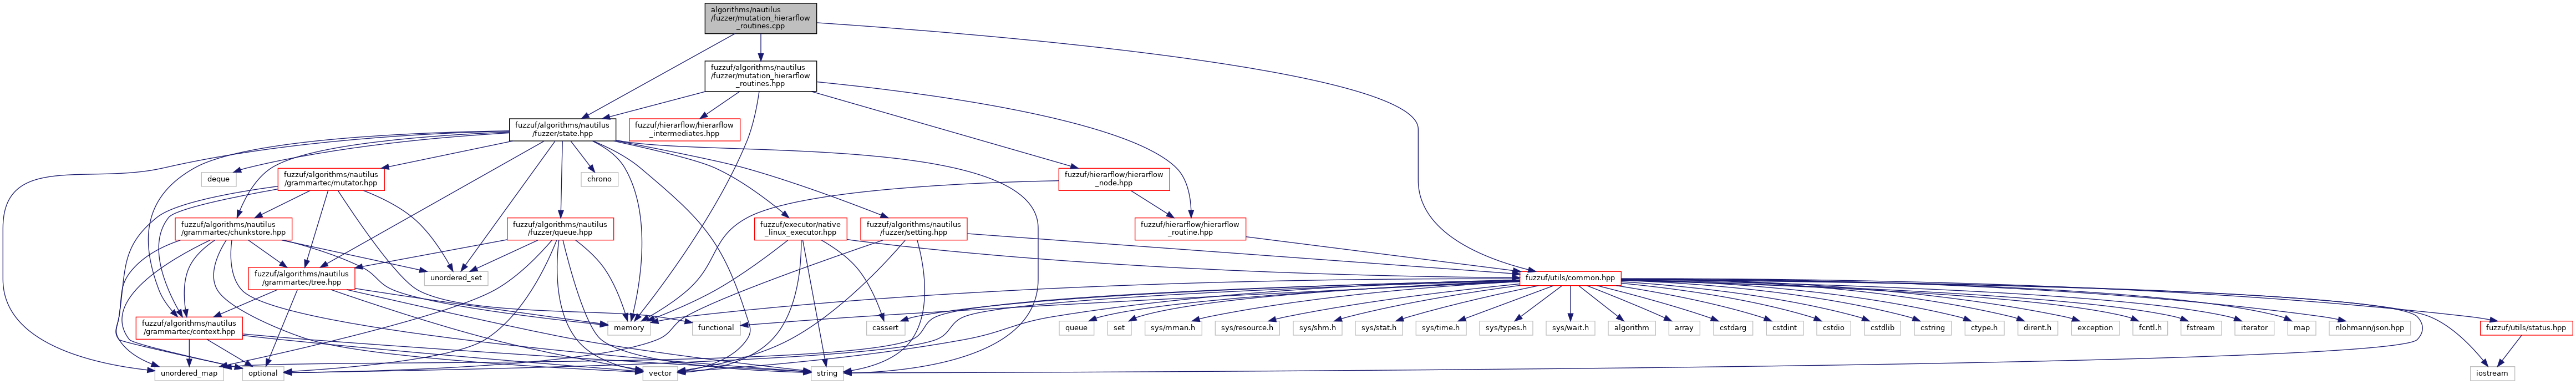 algorithms/nautilus
/fuzzer/mutation_hierarflow
_routines.cpp
fuzzuf/algorithms/nautilus
/fuzzer/mutation_hierarflow
_routines.hpp
fuzzuf/algorithms/nautilus
/fuzzer/state.hpp
fuzzuf/hierarflow/hierarflow
_intermediates.hpp
deque
fuzzuf/algorithms/nautilus
/grammartec/mutator.hpp
chrono
fuzzuf/hierarflow/hierarflow
_node.hpp
fuzzuf/algorithms/nautilus
/grammartec/chunkstore.hpp
fuzzuf/algorithms/nautilus
/fuzzer/queue.hpp
fuzzuf/executor/native
_linux_executor.hpp
fuzzuf/algorithms/nautilus
/fuzzer/setting.hpp
fuzzuf/hierarflow/hierarflow
_routine.hpp
fuzzuf/algorithms/nautilus
/grammartec/tree.hpp
unordered_set
fuzzuf/utils/common.hpp
fuzzuf/algorithms/nautilus
/grammartec/context.hpp
memory
functional
cassert
queue
set
sys/mman.h
sys/resource.h
sys/shm.h
sys/stat.h
sys/time.h
sys/types.h
sys/wait.h
algorithm
array
cstdarg
cstdint
cstdio
cstdlib
cstring
ctype.h
dirent.h
exception
fcntl.h
fstream
iterator
map
nlohmann/json.hpp
fuzzuf/utils/status.hpp
unordered_map
optional
vector
string
iostream